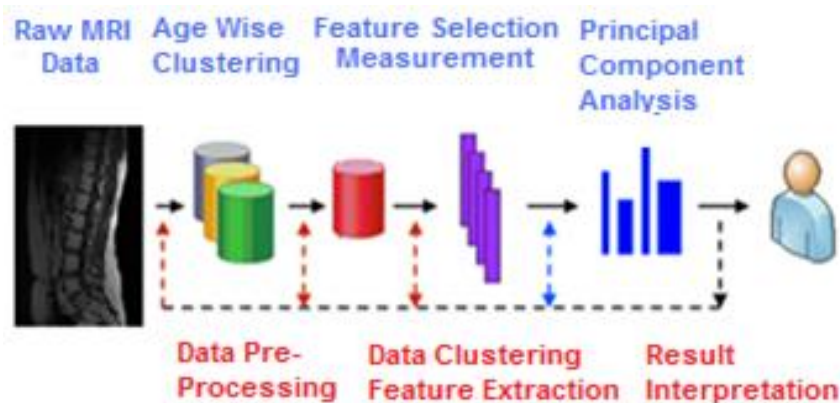 Raw MRI
Data
Age Wise
Clustering
Feature Selection
Measurement
Principal
Component
Analysis
Data Pre-
Processing
Data Clustering
Feature Extraction
Result
Interpretation